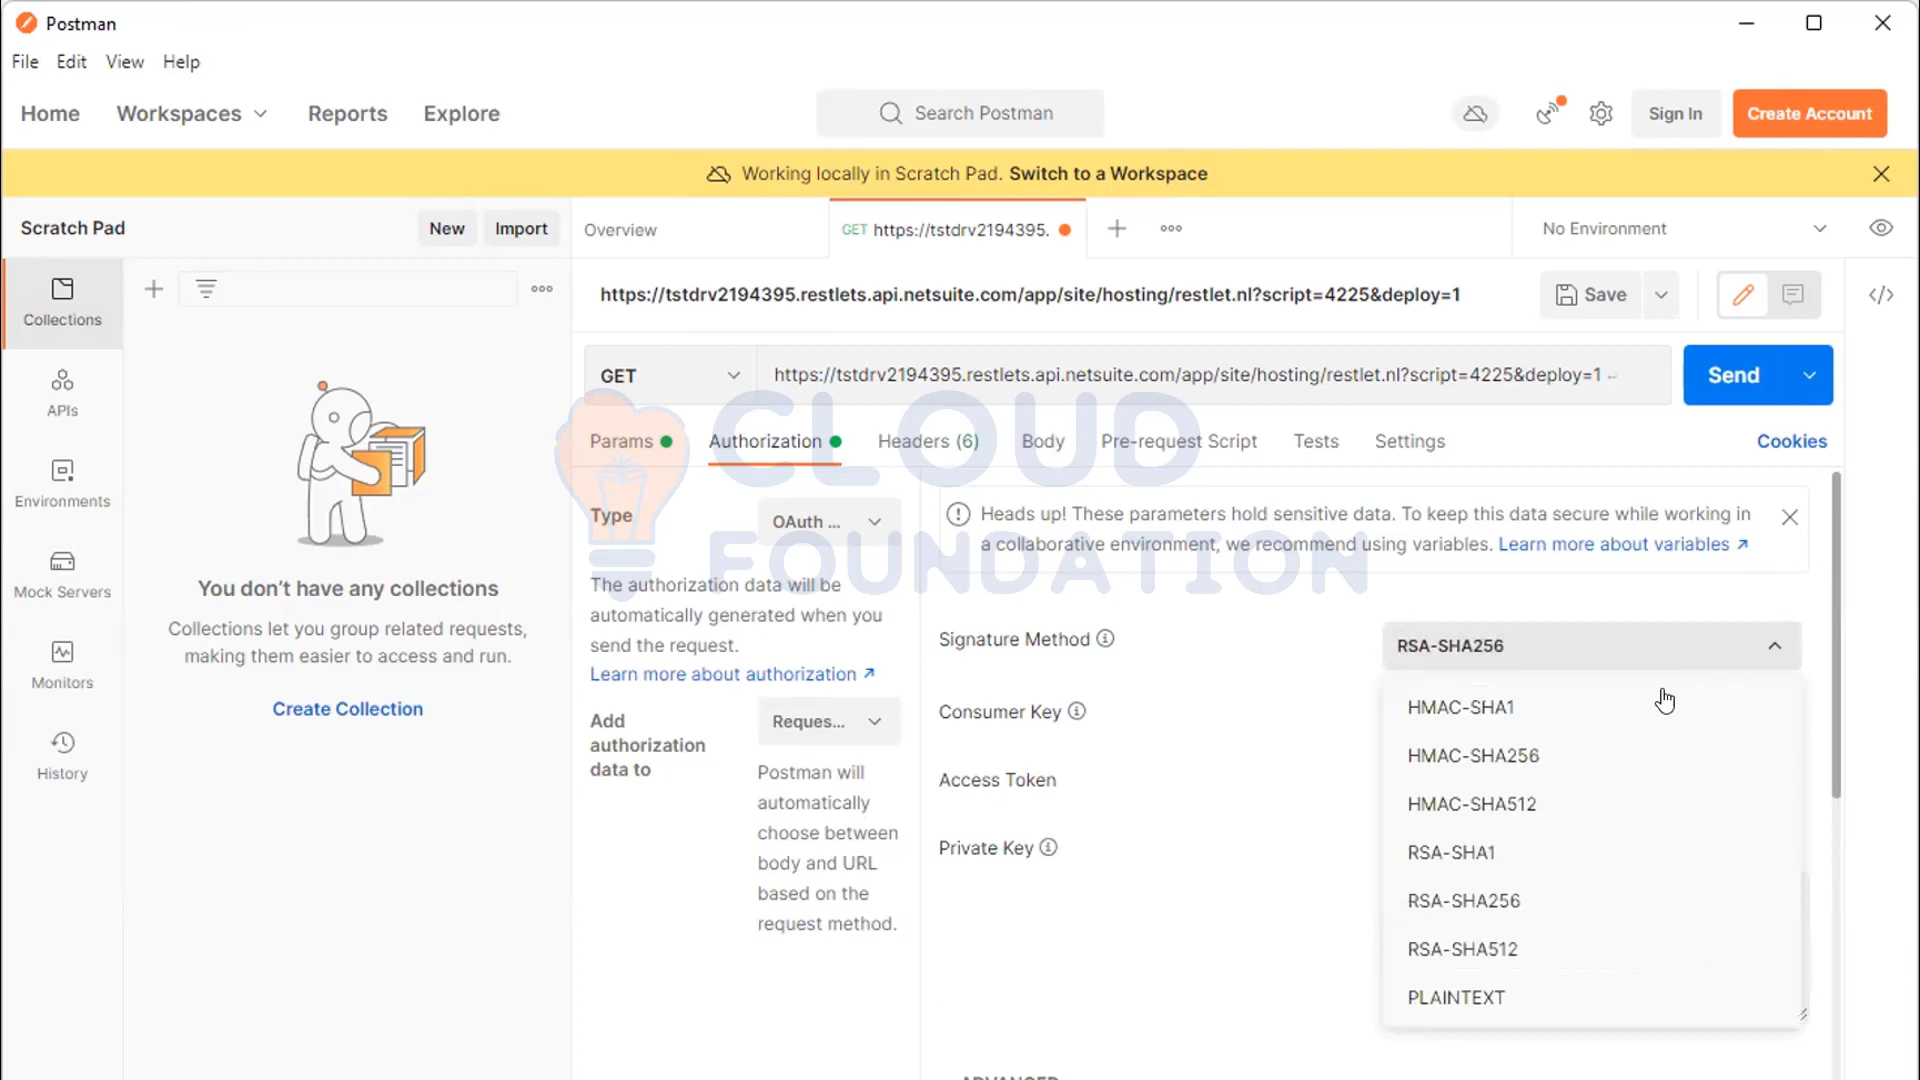 Postman
File Edit View Help
Home Workspaces Reports Explore
Search Postman
Sign In
Create Account
Working locally in Scratch Pad. Switch to a Workspace
Scratch Pad
New
Import
Overview
GET https://tstdrv2194395.
No Environment
Collections
APIs
Environments
Mock Servers
Monitors
History
You don't have any collections
Collections let you group related requests,
making them easier to access and run.
Create Collection
https://tstdrv2194395.restlets.api.netsuite.com/app/site/hosting/restlet.nl?script=4225&deploy=1
Save
GET
https://tstdrv2194395.restlets.api.netsuite.com/app/site/hosting/restlet.nl?script=4225&deploy=1
Send
Params Authorization Headers (6) Body Pre-request Script Tests Settings
Cookies
CLOUD
FOUNDATION
Type
OAuth ...
The authorization data will be
automatically generated when you
send the request.
Learn more about authorization ↗
Add
authorization
data to
Reques...
Postman will
automatically
choose between
body and URL
based on the
request method.
Heads up! These parameters hold sensitive data. To keep this data secure while working in
a collaborative environment, we recommend using variables. Learn more about variables ↗
Signature Method
RSA-SHA256
Consumer Key
Access Token
Private Key
HMAC-SHA1
HMAC-SHA256
HMAC-SHA512
RSA-SHA1
RSA-SHA256
RSA-SHA512
PLAINTEXT
ADVANCED